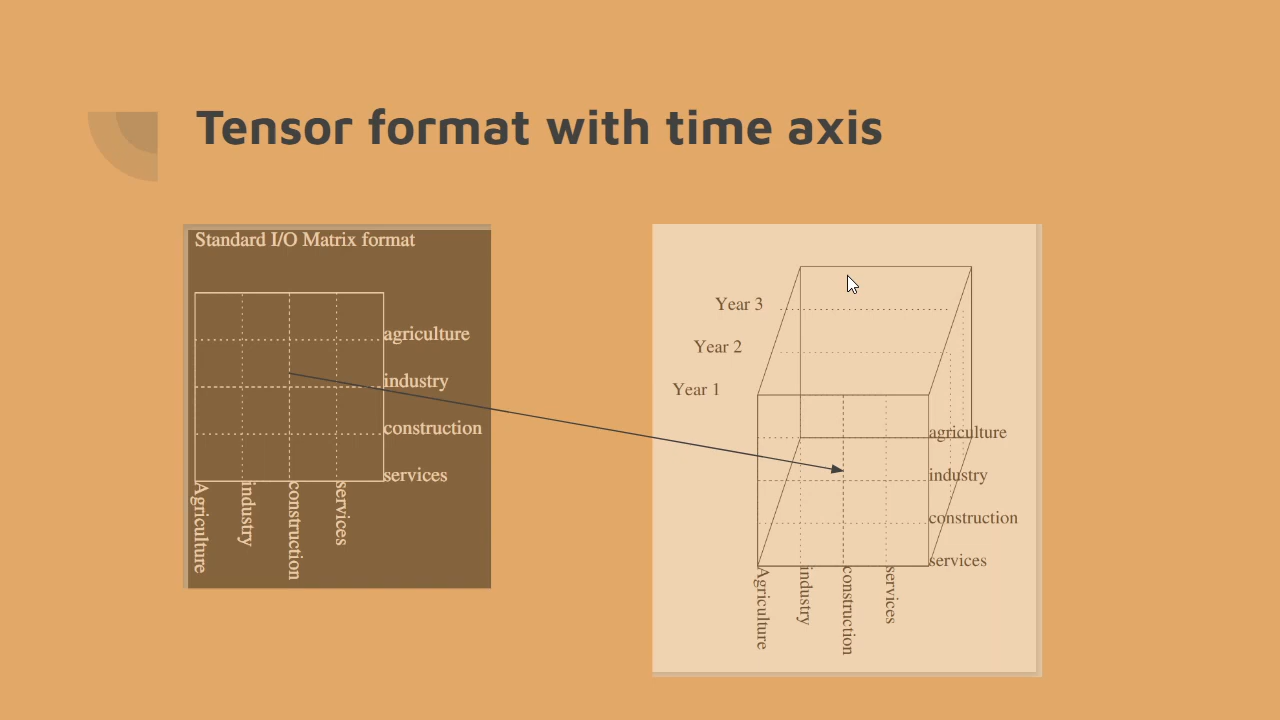 Tensor format with time axis
Standard I/O Matrix format
agriculture
industry
construction
services
Agriculture
industry
construction
services
Year 3
Year 2
Year 1
agriculture
industry
construction
services
Agriculture
industry
construction
services